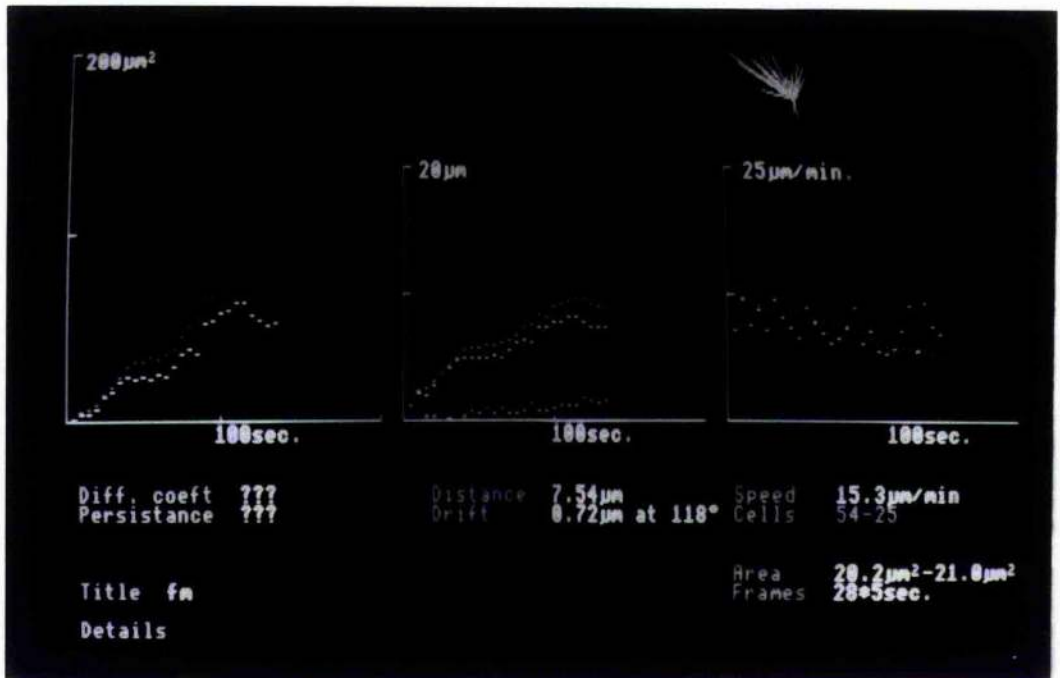 200µm²
20µm
25µm/min.
100sec.
100sec.
100sec.
Diff. coeft ???
Persistance ???
Distance 7.54µm
Drift 0.72µm at 118°
Speed 15.3µm/min
Cells 54-25
Area 20.2µm²-21.0µm²
Frames 28*5sec.
Title fm
Details